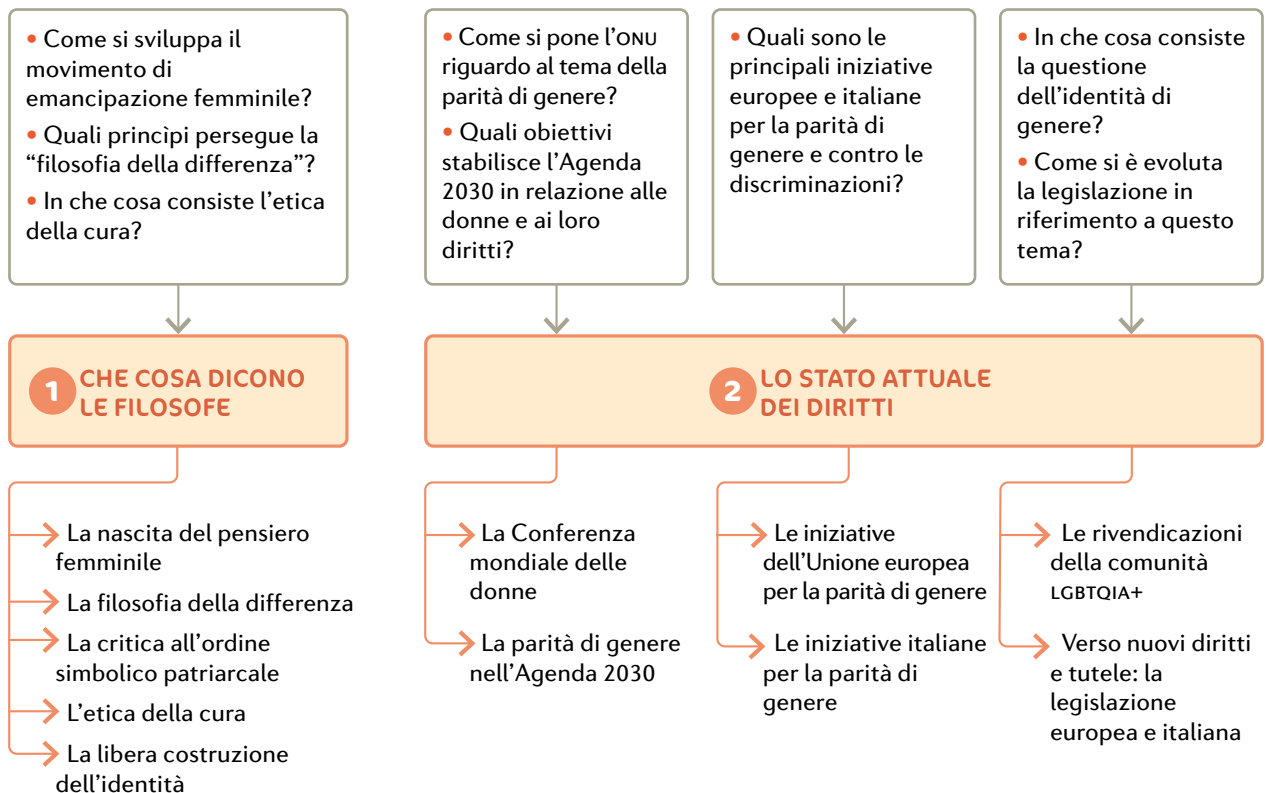 • Come si sviluppa il
movimento di
emancipazione femminile?
• Quali princìpi persegue la
“filosofia della differenza”?
• In che cosa consiste l’etica
della cura?
• Come si pone l’ONU
riguardo al tema della
parità di genere?
• Quali obiettivi
stabilisce l’Agenda
2030 in relazione alle
donne e ai loro
diritti?
• Quali sono le
principali iniziative
europee e italiane
per la parità di
genere e contro le
discriminazioni?
• In che cosa consiste
la questione
dell’identità di
genere?
• Come si è evoluta
la legislazione in
riferimento a questo
tema?
1 CHE COSA DICONO
LE FILOSOFE
2 LO STATO ATTUALE
DEI DIRITTI
La nascita del pensiero
femminile
La filosofia della differenza
La critica all’ordine
simbolico patriarcale
L’etica della cura
La libera costruzione
dell’identità
La Conferenza
mondiale delle
donne
La parità di genere
nell’Agenda 2030
Le iniziative
dell’Unione europea
per la parità di genere
Le iniziative italiane
per la parità di
genere
Le rivendicazioni
della comunità
LGBTQIA+
Verso nuovi diritti
e tutele: la
legislazione
europea e italiana